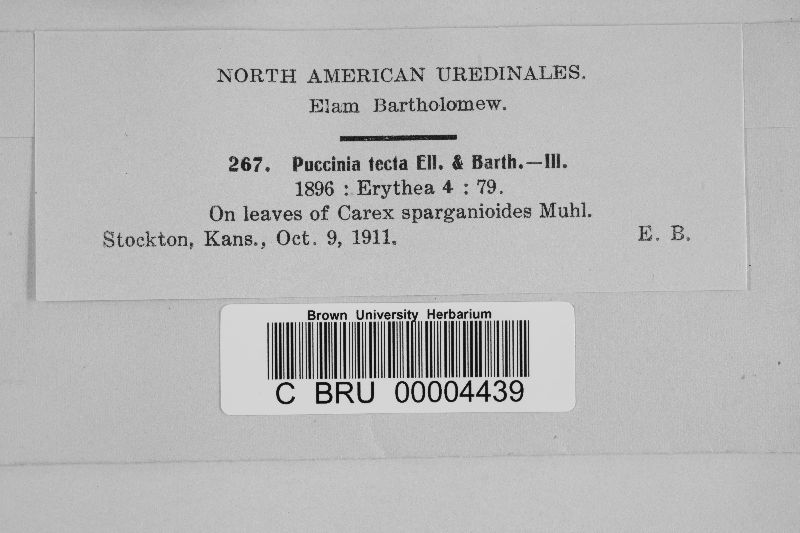 NORTH AMERICAN UREDINALES.
Elam Bartholomew.
267. Puccinia tecta Ell. & Barth.—III.
1896 : Erythea 4 : 79.
On leaves of Carex sparganioides Muhl.
Stockton, Kans., Oct. 9, 1911. E. B.
Brown University Herbarium
C BRU 00004439